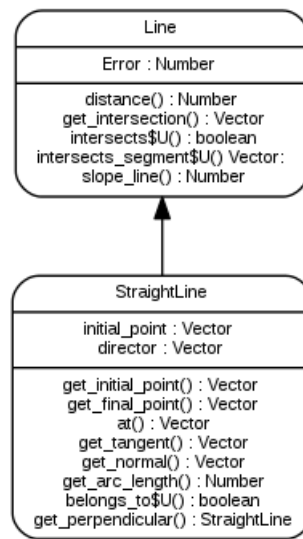 Line
Error : Number
distance() : Number
get_intersection() : Vector
intersects$U() : boolean
intersects_segment$U() Vector:
slope_line() : Number
StraightLine
initial_point : Vector
director : Vector
get_initial_point() : Vector
get_final_point() : Vector
at() : Vector
get_tangent() : Vector
get_normal() : Vector
get_arc_length() : Number
belongs_to$U() : boolean
get_perpendicular() : StraightLine